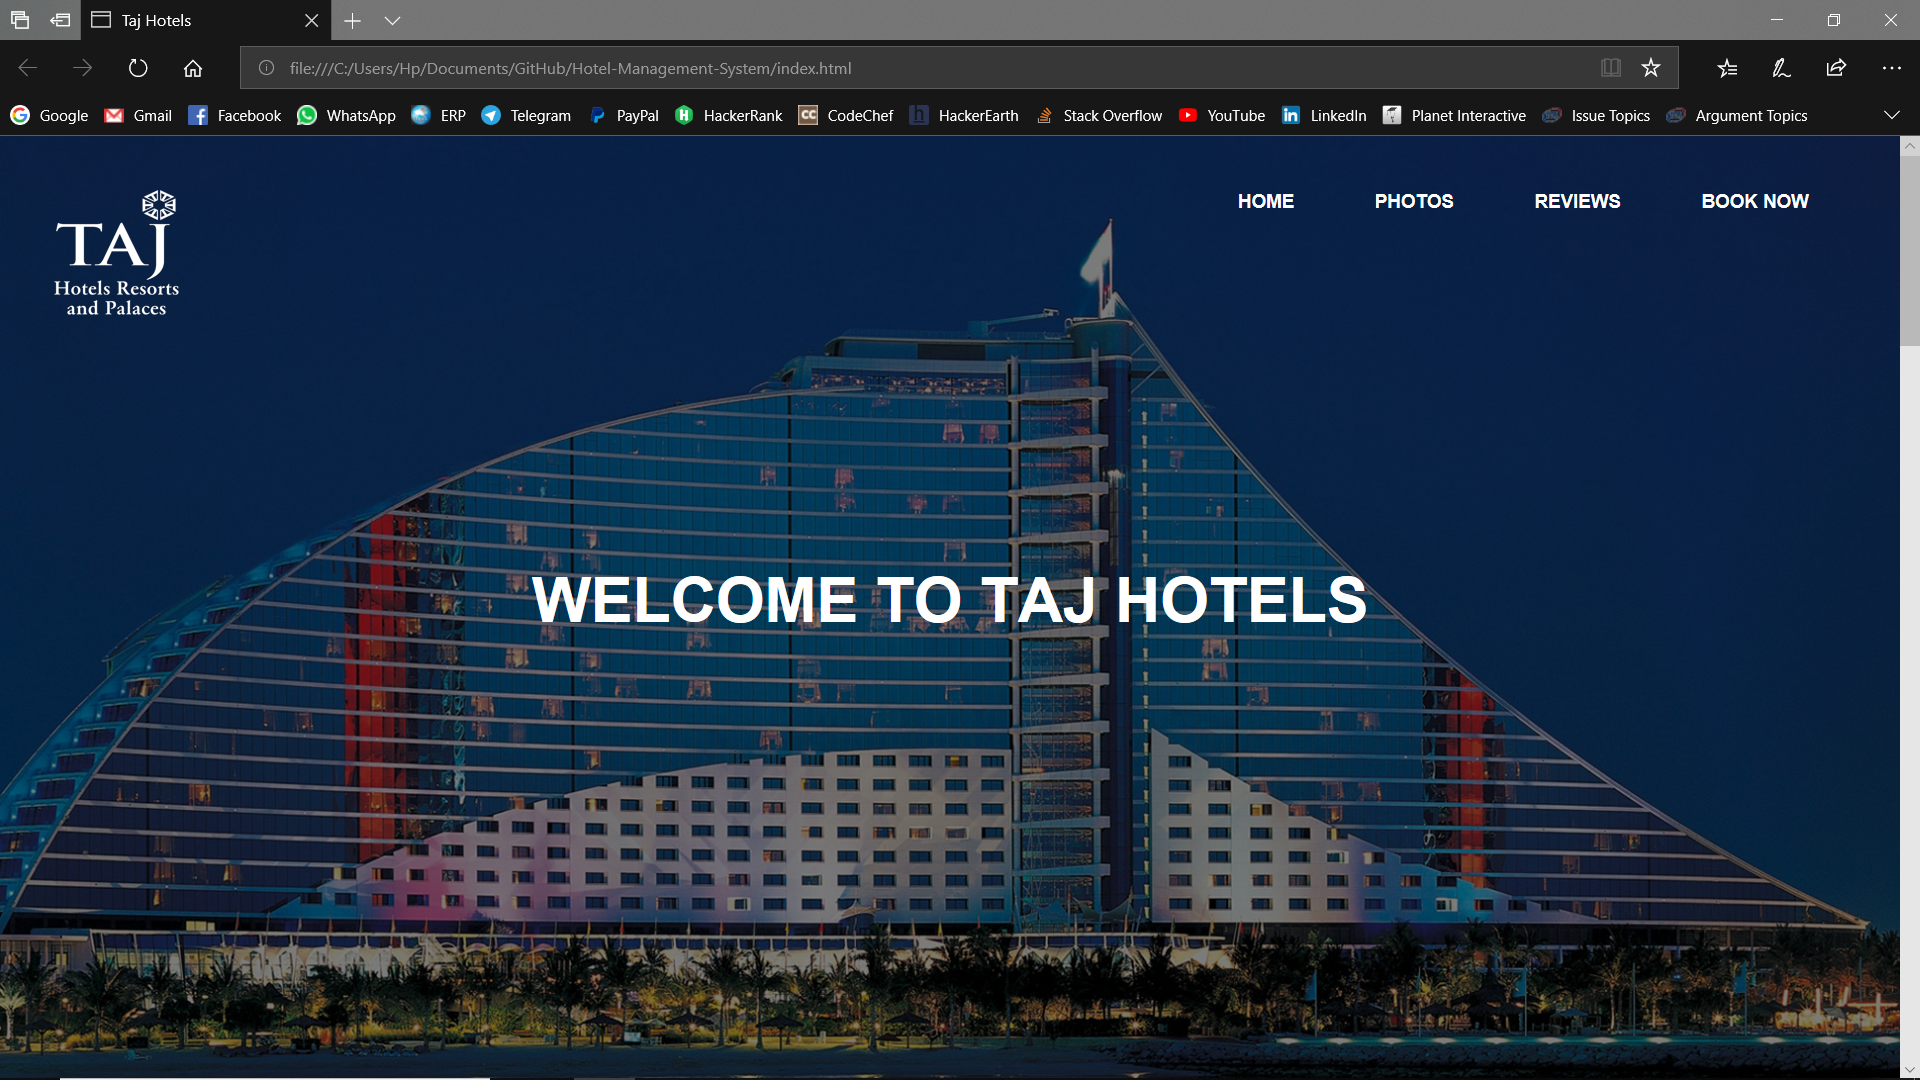 Taj Hotels
file:///C:/Users/Hp/Documents/GitHub/Hotel-Management-System/index.html
Google Gmail Facebook WhatsApp ERP Telegram PayPal HackerRank CodeChef HackerEarth Stack Overflow YouTube LinkedIn Planet Interactive Issue Topics Argument Topics
HOME PHOTOS REVIEWS BOOK NOW
TAJ
Hotels Resorts
and Palaces
WELCOME TO TAJ HOTELS